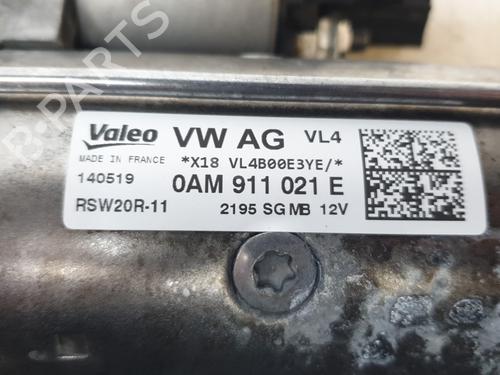 B-PARTS
Valeo VW AG VL4
MADE IN FRANCE *X18 VL4B00E3YE/*
140519 0AM 911 021 E
RSW20R-11 2195 SG MB 12V